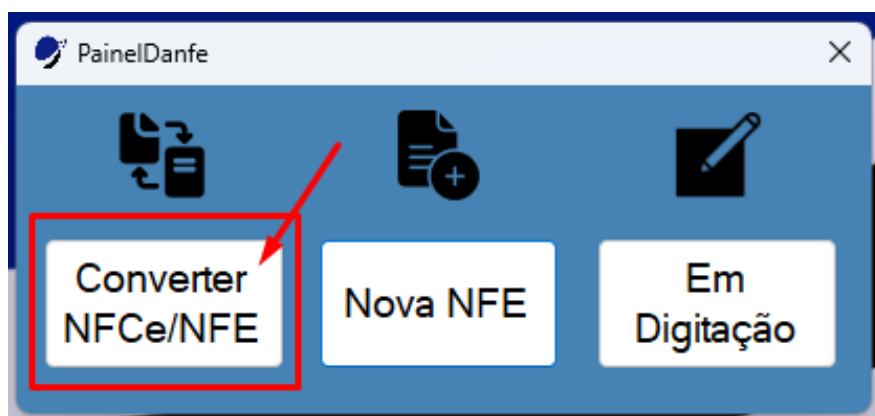 PainelDanfe
Converter
NFCe/NFE
Nova NFE
Em
Digitação